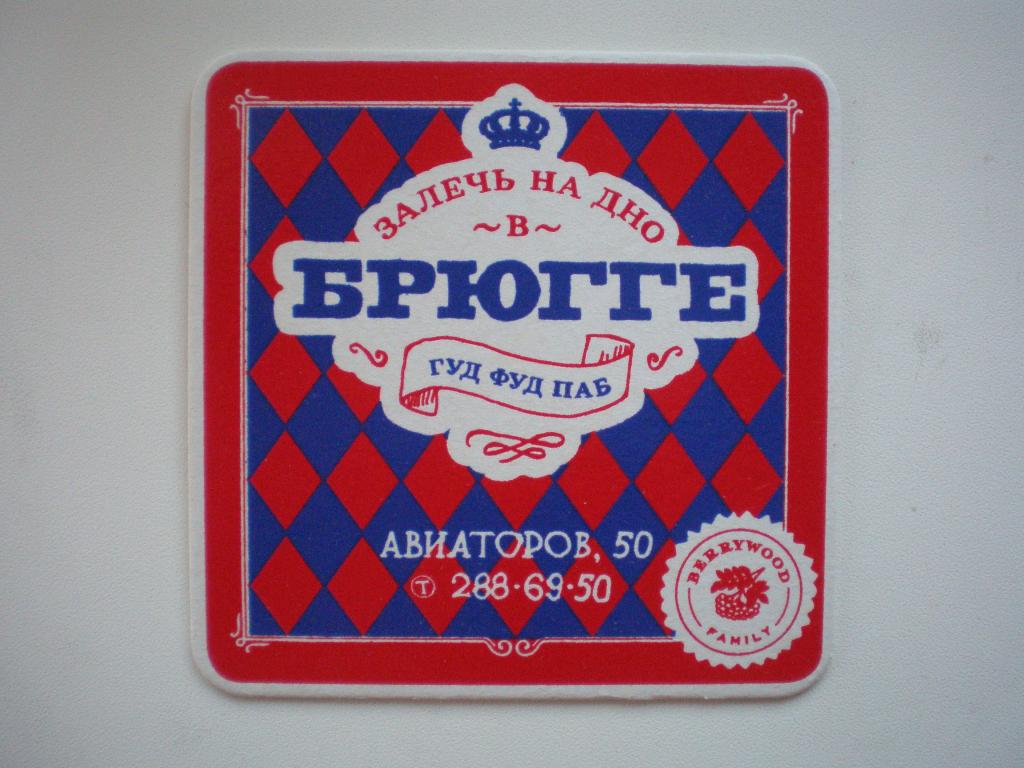 ЗАЛЕЧЬ НА ДНО
~В~
БРЮГГЕ
ГУД ФУД ПАБ
АВИАТОРОВ, 50
Т 288·69·50
BERRYWOOD
FAMILY